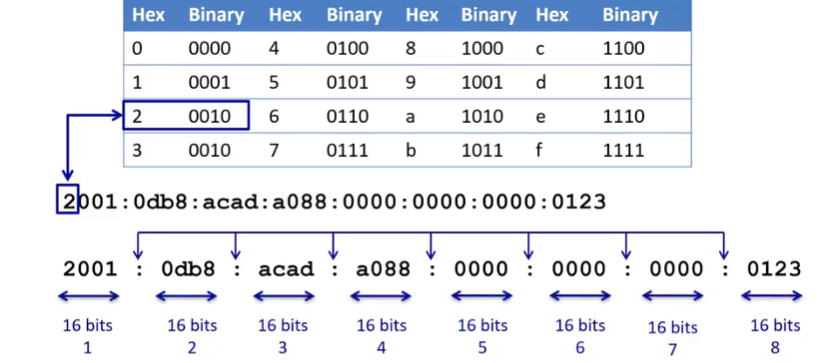 Hex Binary Hex Binary Hex Binary Hex Binary
0 0000 4 0100 8 1000 c 1100
1 0001 5 0101 9 1001 d 1101
2 0010 6 0110 a 1010 e 1110
3 0010 7 0111 b 1011 f 1111
2001:0db8:acad:a088:0000:0000:0000:0123
2001 : 0db8 : acad : a088 : 0000 : 0000 : 0000 : 0123
16 bits 16 bits 16 bits 16 bits 16 bits 16 bits 16 bits 16 bits
1 2 3 4 5 6 7 8